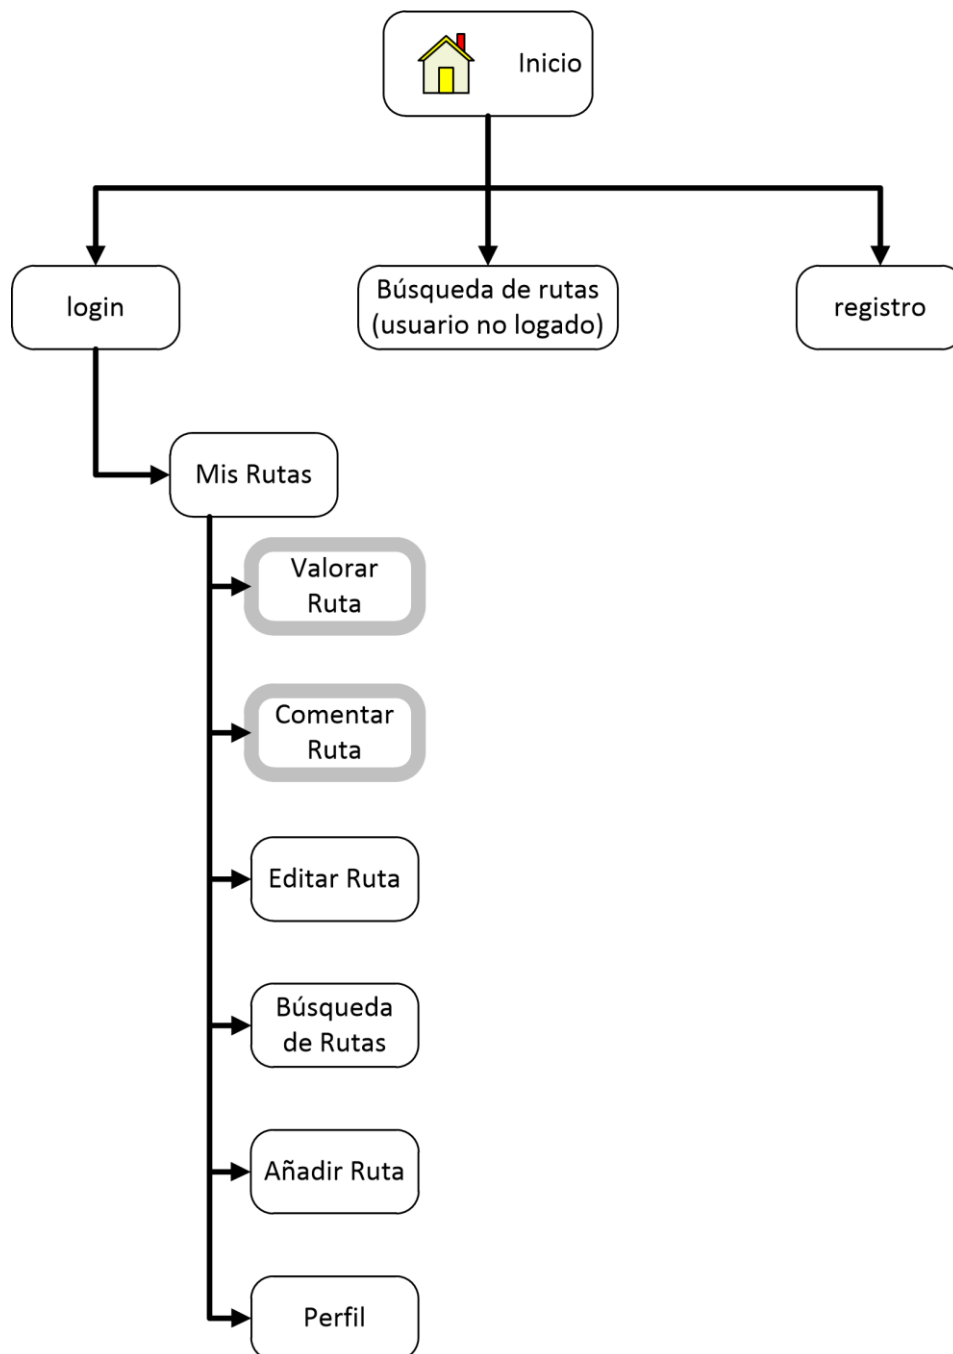 Inicio
login
Búsqueda de rutas
(usuario no logado)
registro
Mis Rutas
Valorar
Ruta
Comentar
Ruta
Editar Ruta
Búsqueda
de Rutas
Añadir Ruta
Perfil